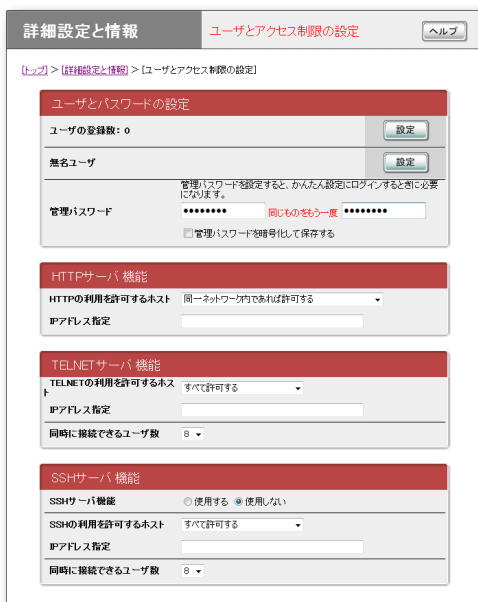 詳細設定と情報
ユーザとアクセス制限の設定
ヘルプ
[トップ] > [詳細設定と情報] > [ユーザとアクセス制限の設定]
ユーザとパスワードの設定
ユーザの登録数: 0
設定
無名ユーザ
設定
管理パスワードを設定すると、かんたん設定にログインするときに必要
になります。
管理パスワード
●●●●●●●● 同じものをもう一度 ●●●●●●●●
管理パスワードを暗号化して保存する
HTTPサーバ 機能
HTTPの利用を許可するホスト 同一ネットワーク内であれば許可する
IPアドレス指定
TELNETサーバ 機能
TELNETの利用を許可するホス
ト
すべて許可する
IPアドレス指定
同時に接続できるユーザ数 8
SSHサーバ 機能
SSHサーバ機能 使用する 使用しない
SSHの利用を許可するホスト すべて許可する
IPアドレス指定
同時に接続できるユーザ数 8